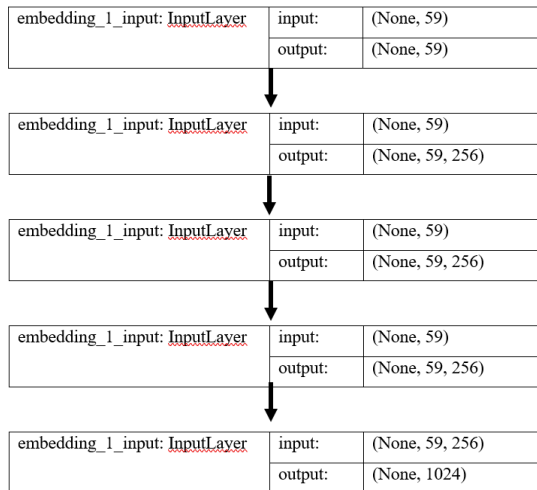 embedding_1_input: InputLayer input: (None, 59)
output: (None, 59)
embedding_1_input: InputLayer input: (None, 59)
output: (None, 59, 256)
embedding_1_input: InputLayer input: (None, 59)
output: (None, 59, 256)
embedding_1_input: InputLayer input: (None, 59)
output: (None, 59, 256)
embedding_1_input: InputLayer input: (None, 59, 256)
output: (None, 1024)